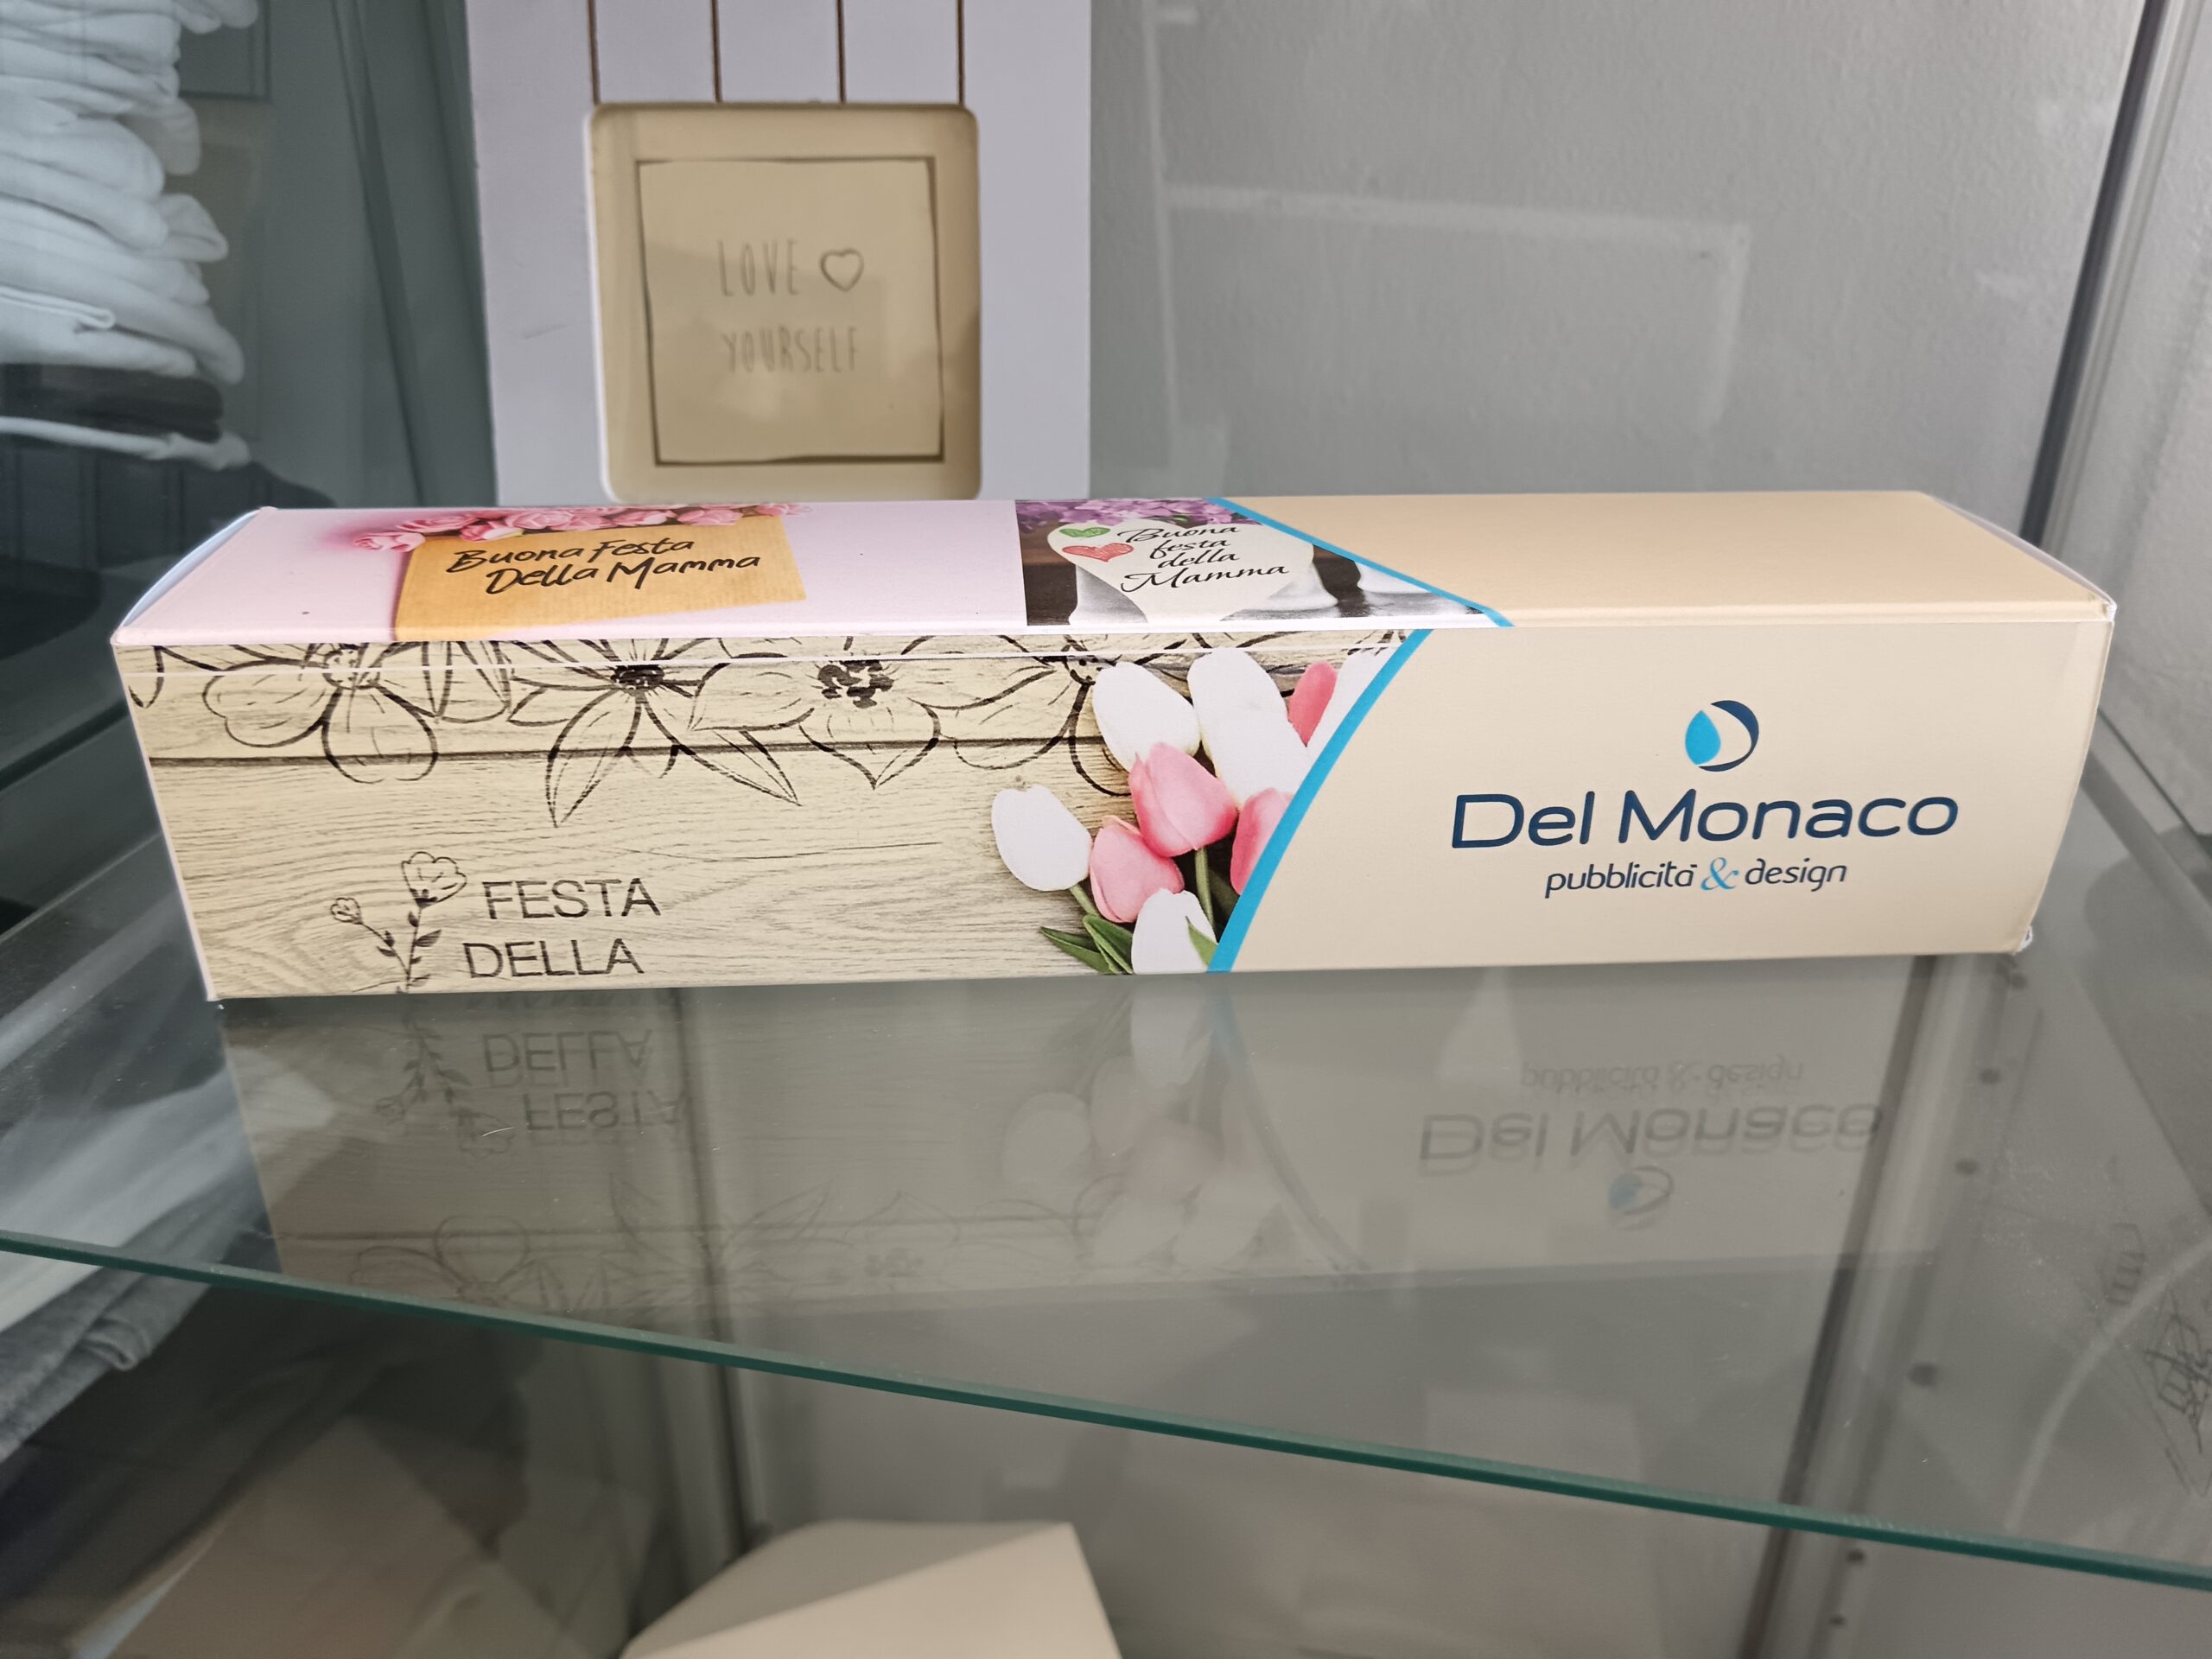 LOVE
YOURSELF
Buona Festa
Della Mamma
Buona
festa
della
Mamma
FESTA
DELLA
Del Monaco
pubblicità & design